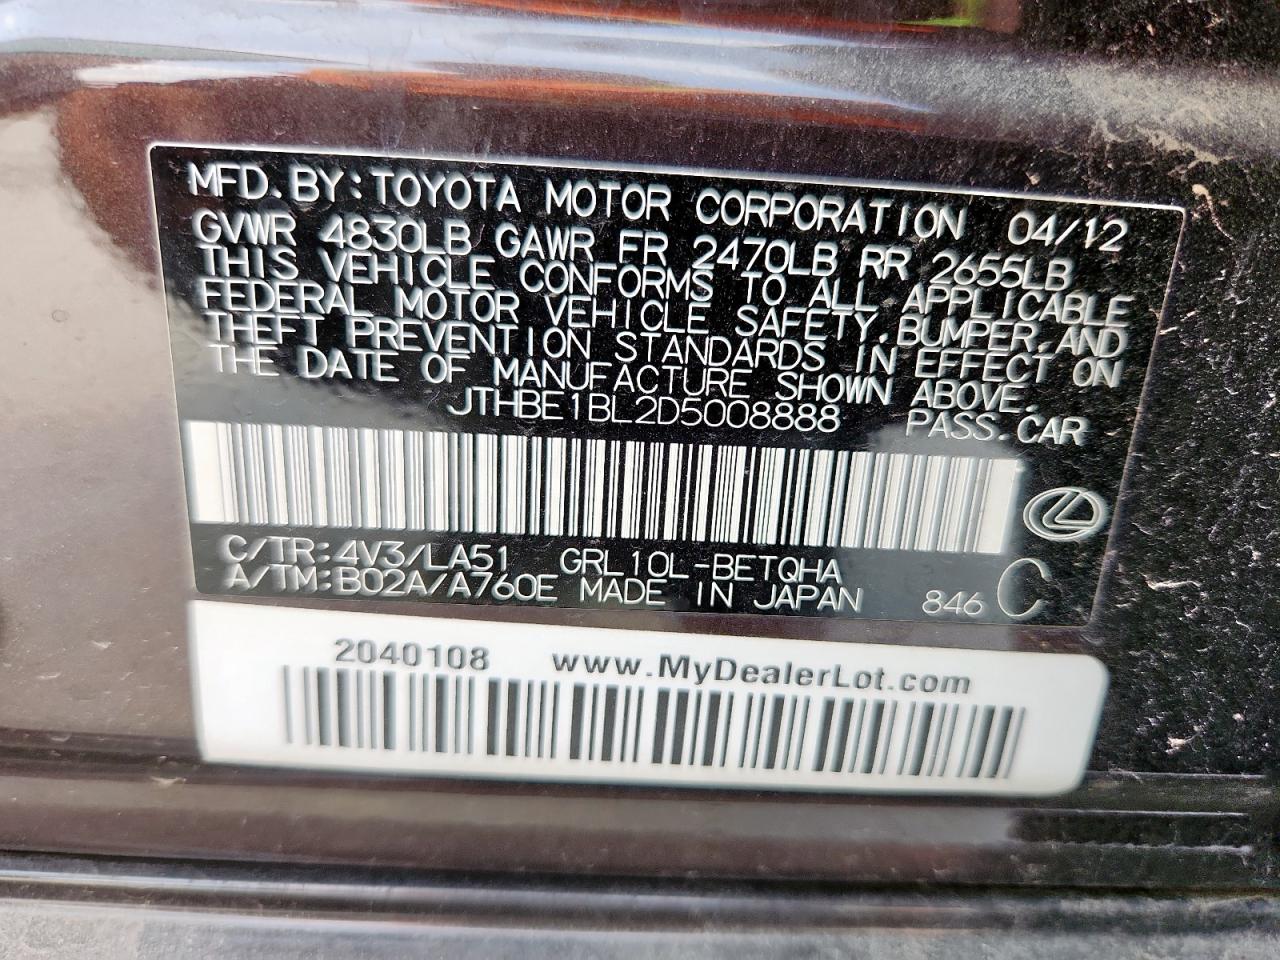 MFD. BY: TOYOTA MOTOR CORPORATION 04/12
GVWR 4830LB GAWR FR 2470LB RR 2655LB
THIS VEHICLE CONFORMS TO ALL APPLICABLE
FEDERAL MOTOR VEHICLE SAFETY, BUMPER, AND
THEFT PREVENTION STANDARDS IN EFFECT ON
THE DATE OF MANUFACTURE SHOWN ABOVE.
JTHBE1BL2D5008888 PASS. CAR
C/TR: 4V3/LA51 GRL10L-BETQHA
A/TM: B02A/A760E MADE IN JAPAN 846 C
2040108 www.MyDealerLot.com